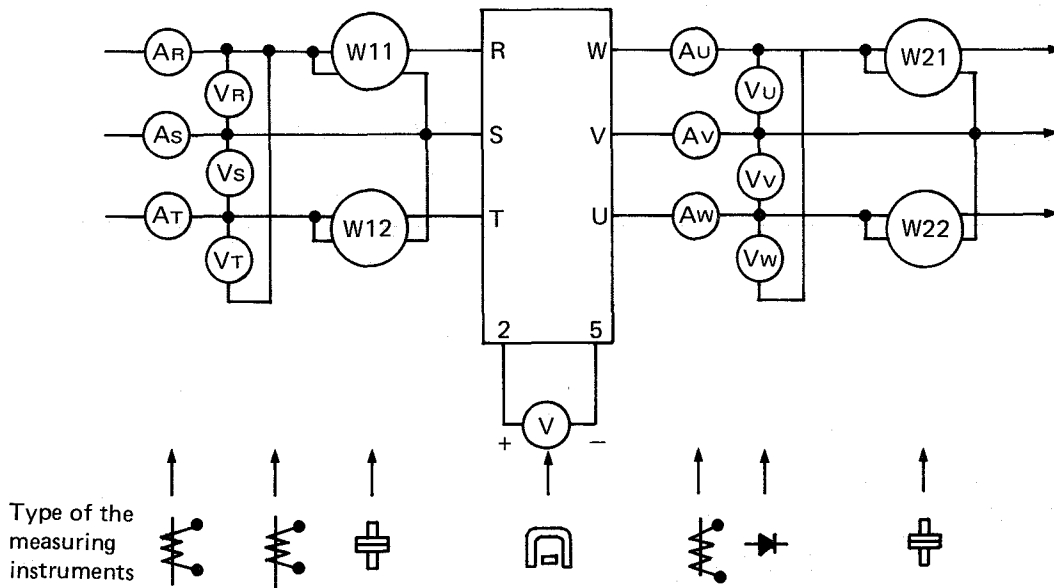 AR W11 R W AU W21
VR VU
AS S V AV
VS VV
AT W12 T U AW W22
VT VW
2 5
+ V −
Type of the
measuring
instruments